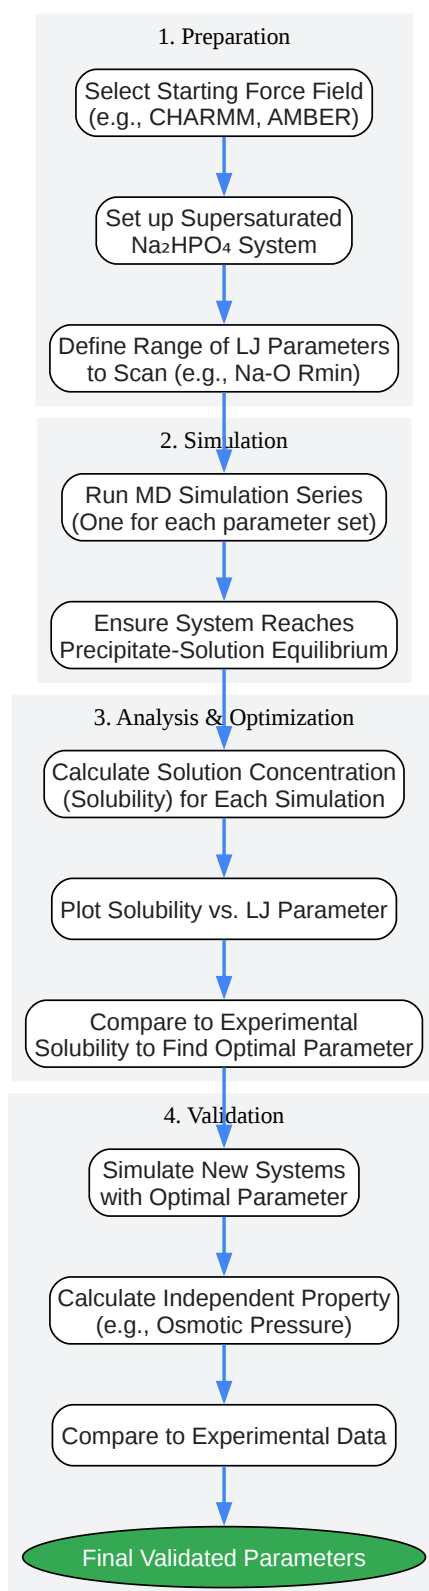 1. Preparation
Select Starting Force Field
(e.g., CHARMM, AMBER)
Set up Supersaturated
Na₂HPO₄ System
Define Range of LJ Parameters
to Scan (e.g., Na-O Rmin)
2. Simulation
Run MD Simulation Series
(One for each parameter set)
Ensure System Reaches
Precipitate-Solution Equilibrium
3. Analysis & Optimization
Calculate Solution Concentration
(Solubility) for Each Simulation
Plot Solubility vs. LJ Parameter
Compare to Experimental
Solubility to Find Optimal Parameter
4. Validation
Simulate New Systems
with Optimal Parameter
Calculate Independent Property
(e.g., Osmotic Pressure)
Compare to Experimental Data
Final Validated Parameters